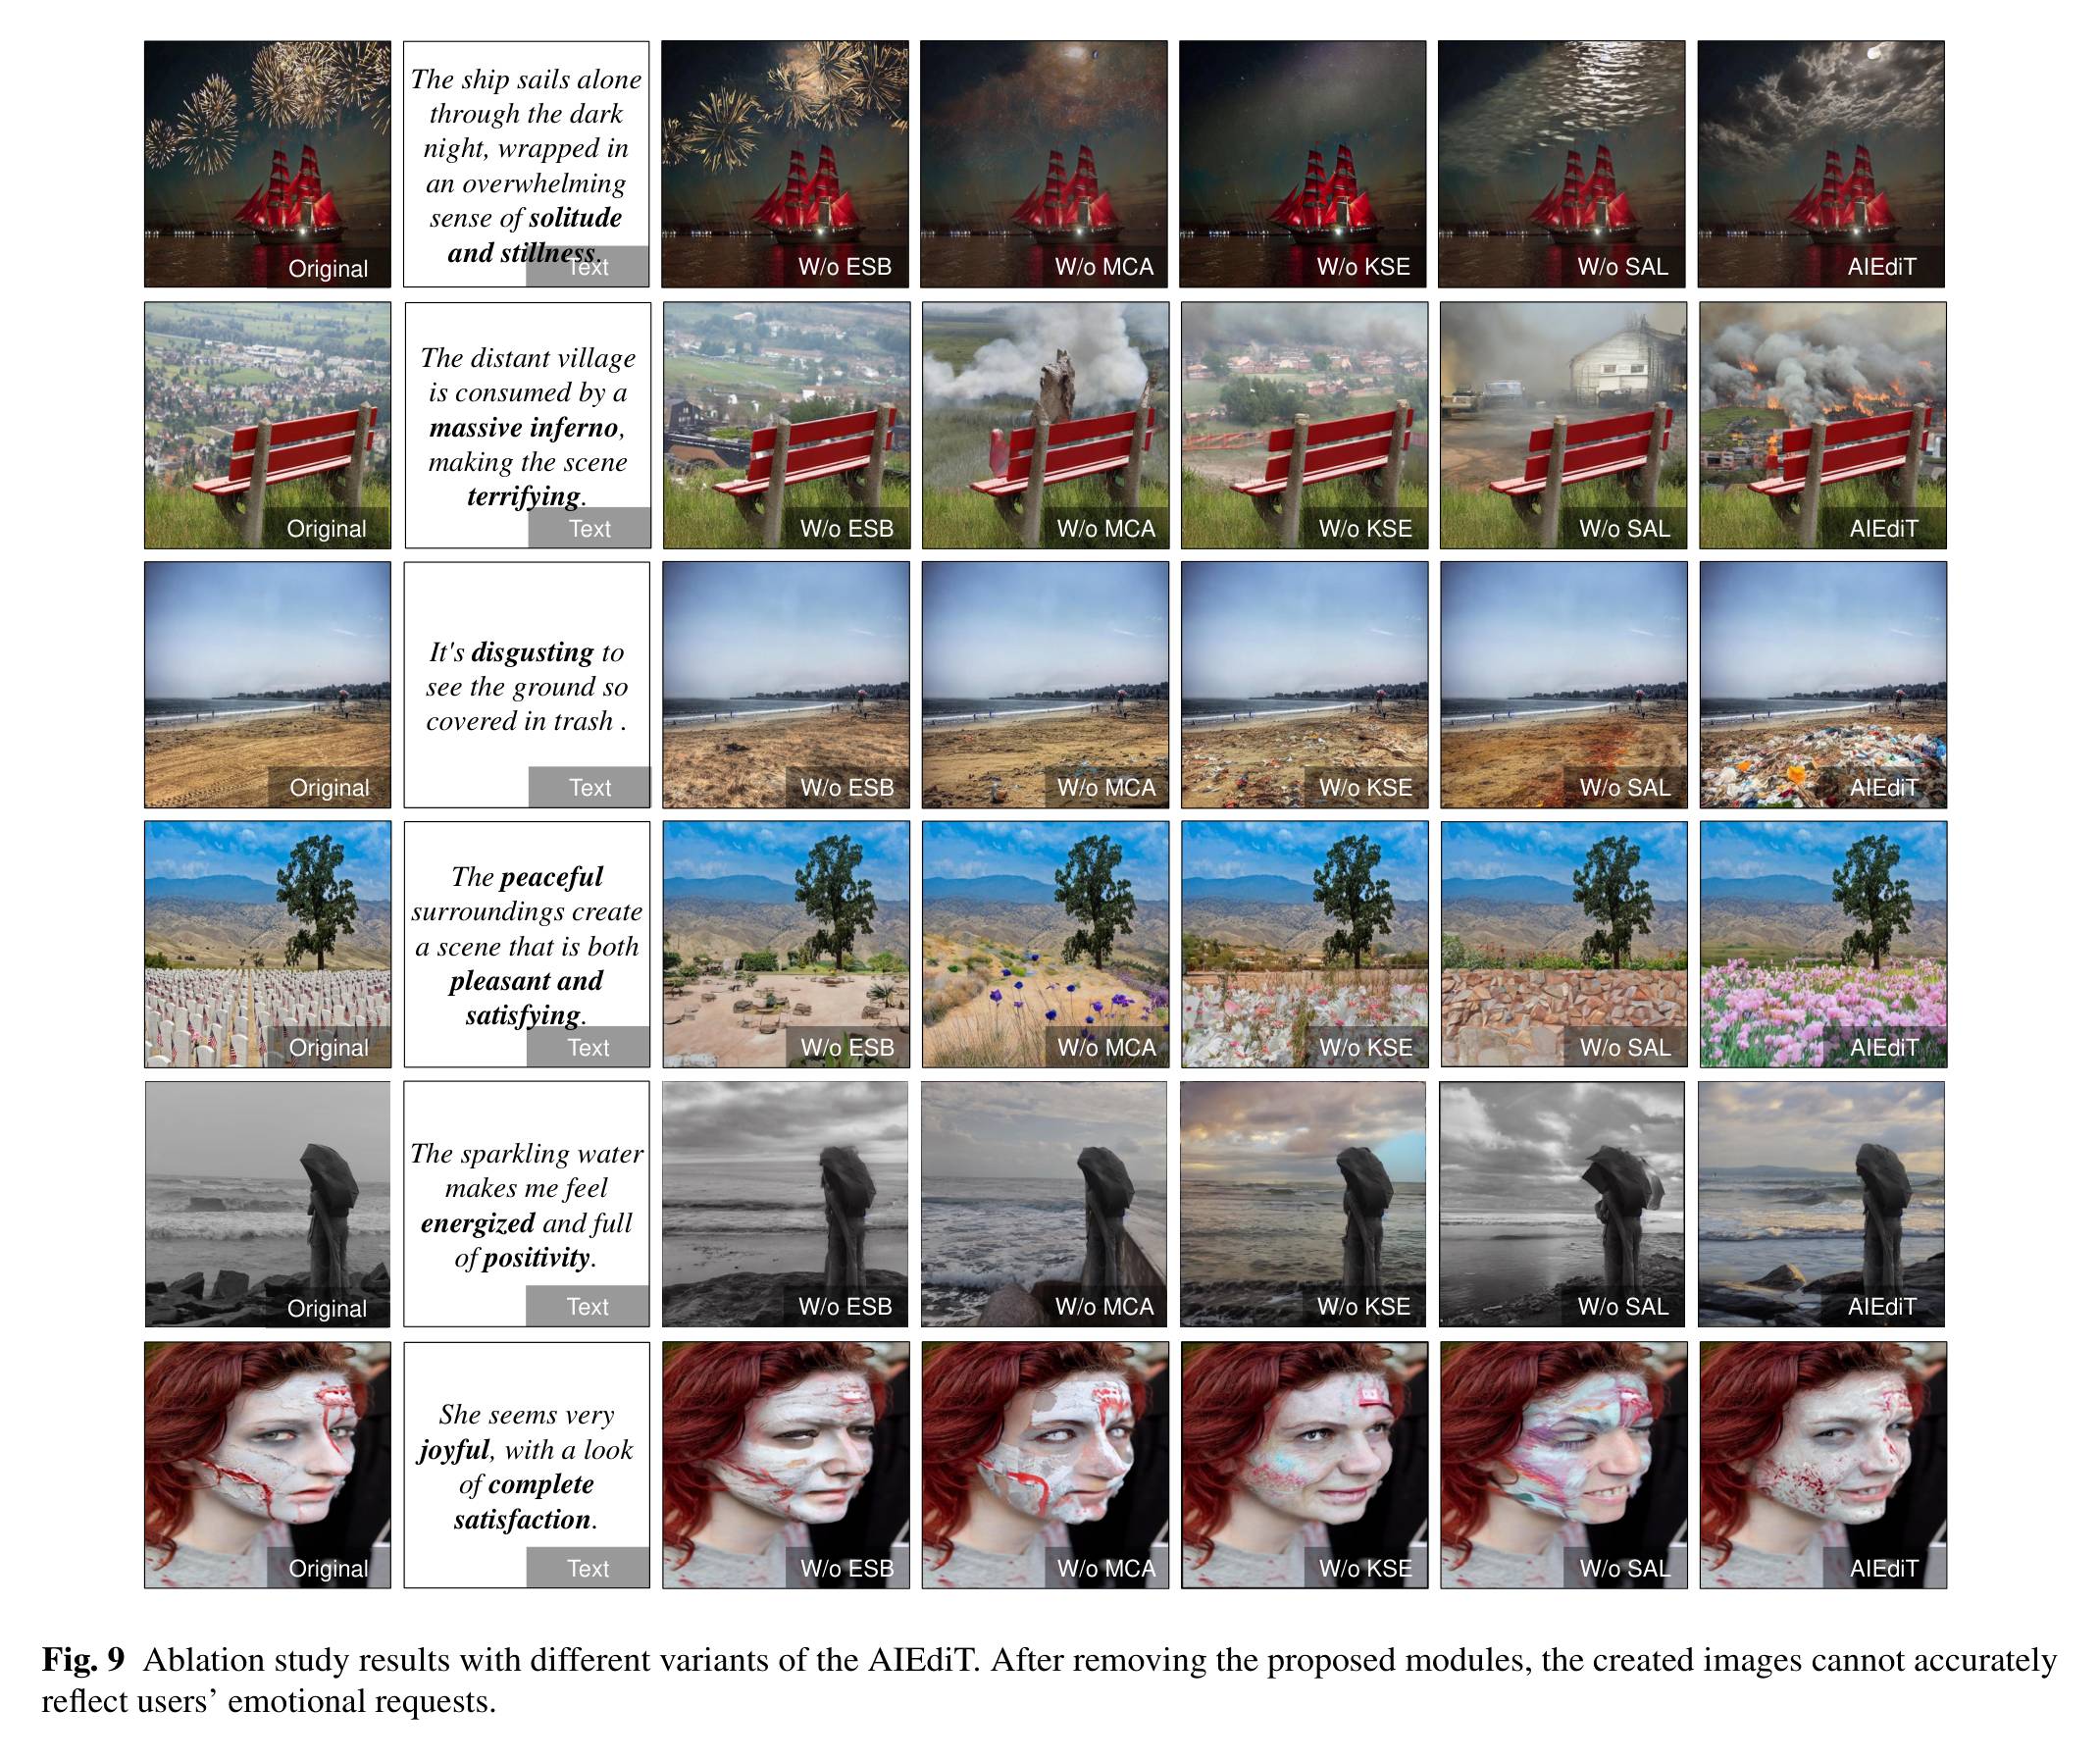 The ship sails alone
through the dark
night, wrapped in
an overwhelming
sense of solitude
and stillness.
Original
Text
W/o ESB
W/o MCA
W/o KSE
W/o SAL
AIEdiT
The distant village
is consumed by a
massive inferno,
making the scene
terrifying.
Original
Text
W/o ESB
W/o MCA
W/o KSE
W/o SAL
AIEdiT
It's disgusting to
see the ground so
covered in trash .
Original
Text
W/o ESB
W/o MCA
W/o KSE
W/o SAL
AIEdiT
The peaceful
surroundings create
a scene that is both
pleasant and
satisfying.
Original
Text
W/o ESB
W/o MCA
W/o KSE
W/o SAL
AIEdiT
The sparkling water
makes me feel
energized and full
of positivity.
Original
Text
W/o ESB
W/o MCA
W/o KSE
W/o SAL
AIEdiT
She seems very
joyful, with a look
of complete
satisfaction.
Original
Text
W/o ESB
W/o MCA
W/o KSE
W/o SAL
AIEdiT
Fig. 9 Ablation study results with different variants of the AIEdiT. After removing the proposed modules, the created images cannot accurately
reflect users’ emotional requests.